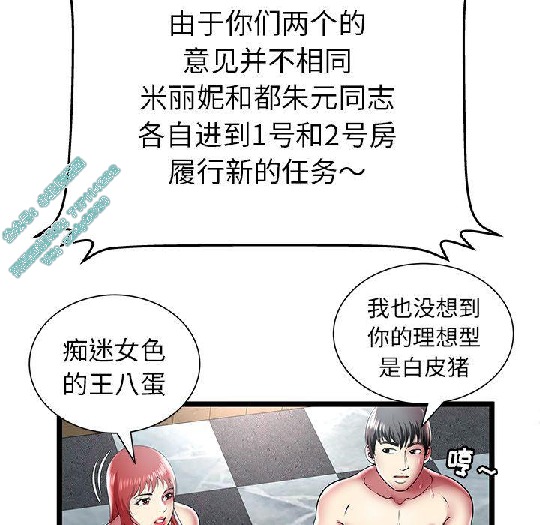 由于你们两个的
意见并不相同
米丽妮和都朱元同志
各自进到1号和2号房
履行新的任务～
我也没想到
你的理想型
是白皮猪
痴迷女色
的王八蛋
哼～